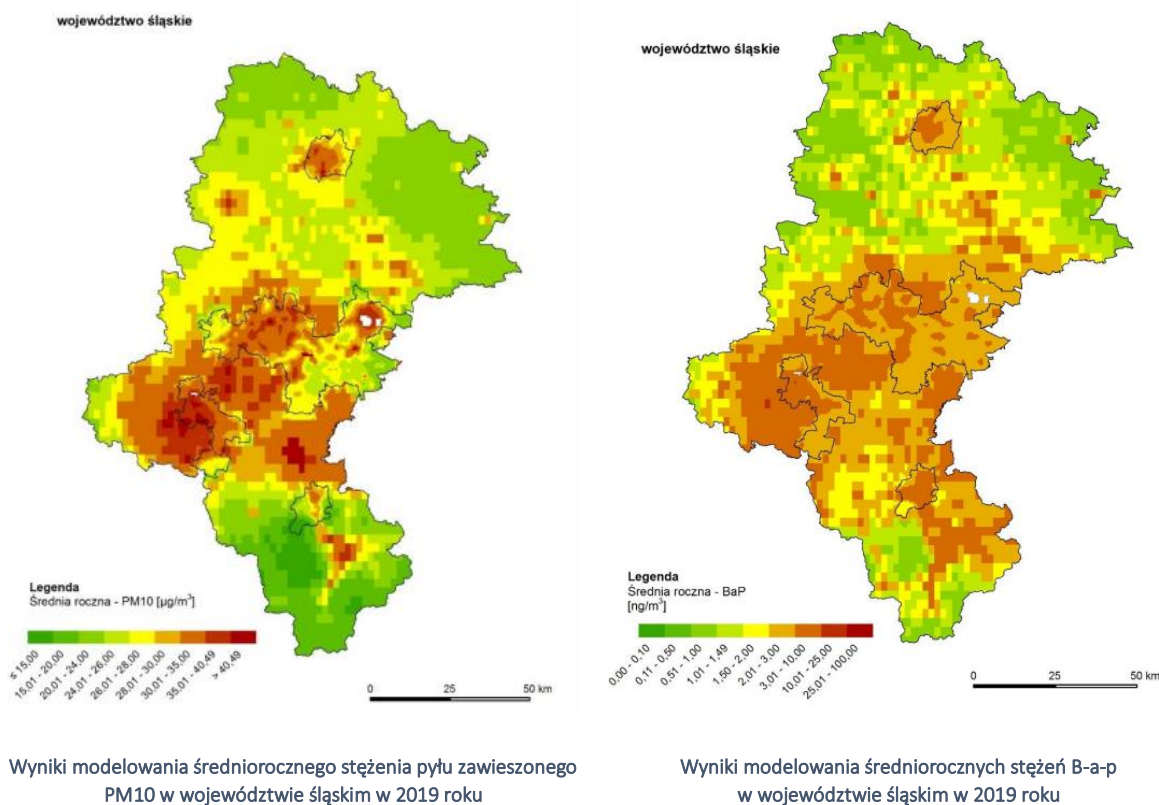 województwo śląskie
Legenda
Średnia roczna - PM10 [µg/m³]
≤ 15,00
15,01 - 20,00
20,01 - 24,00
24,01 - 26,00
26,01 - 28,00
28,01 - 30,00
30,01 - 35,00
35,01 - 40,49
> 40,49
0 25 50 km
Wyniki modelowania średniorocznego stężenia pyłu zawieszonego
PM10 w województwie śląskim w 2019 roku
województwo śląskie
Legenda
Średnia roczna - BaP
[ng/m³]
0,00 - 0,10
0,11 - 0,50
0,51 - 1,00
1,01 - 1,49
1,50 - 2,00
2,01 - 3,00
3,01 - 10,00
10,01 - 25,00
25,01 - 100,00
0 25 50 km
Wyniki modelowania średniorocznych stężeń B-a-p
w województwie śląskim w 2019 roku